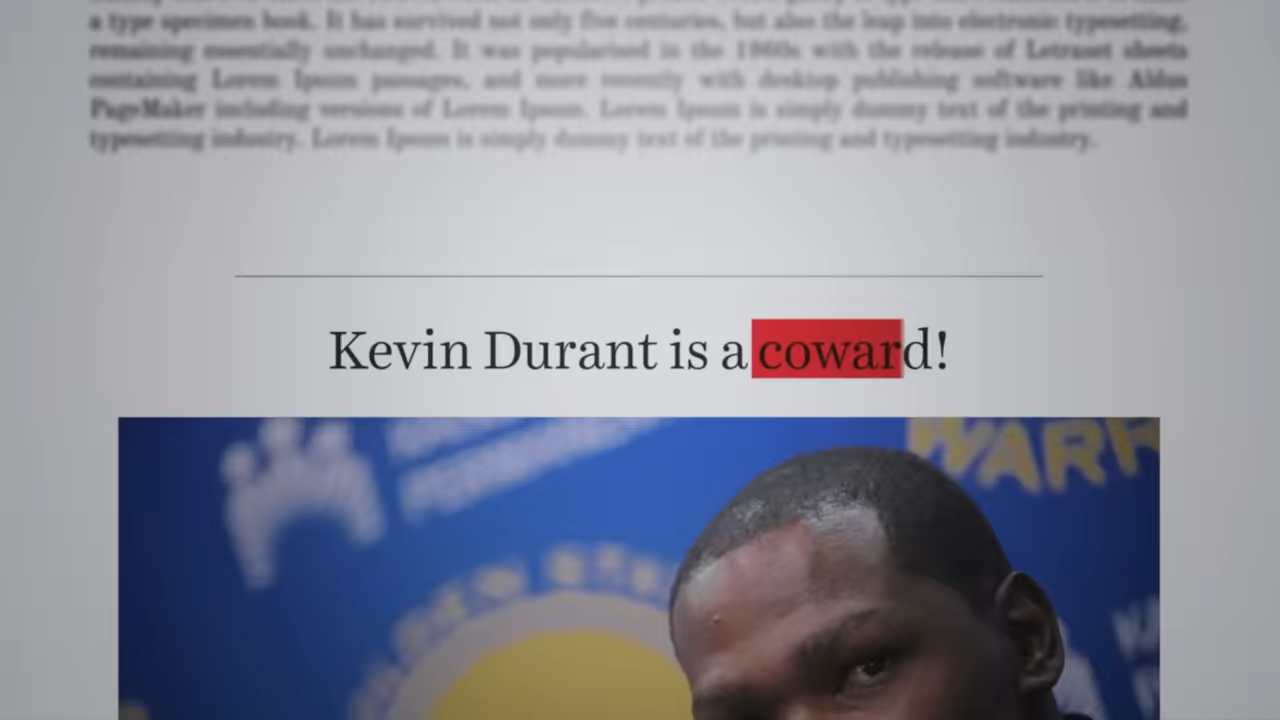 a type specimen book. It has survived not only five centuries, but also the leap into electronic typesetting,
remaining essentially unchanged. It was popularised in the 1960s with the release of Letraset sheets
containing Lorem Ipsum passages, and more recently with desktop publishing software like Aldus
PageMaker including versions of Lorem Ipsum. Lorem Ipsum is simply dummy text of the printing and
typesetting industry. Lorem Ipsum is simply dummy text of the printing and typesetting industry.
Kevin Durant is a coward!
WARR
GOLDEN STA